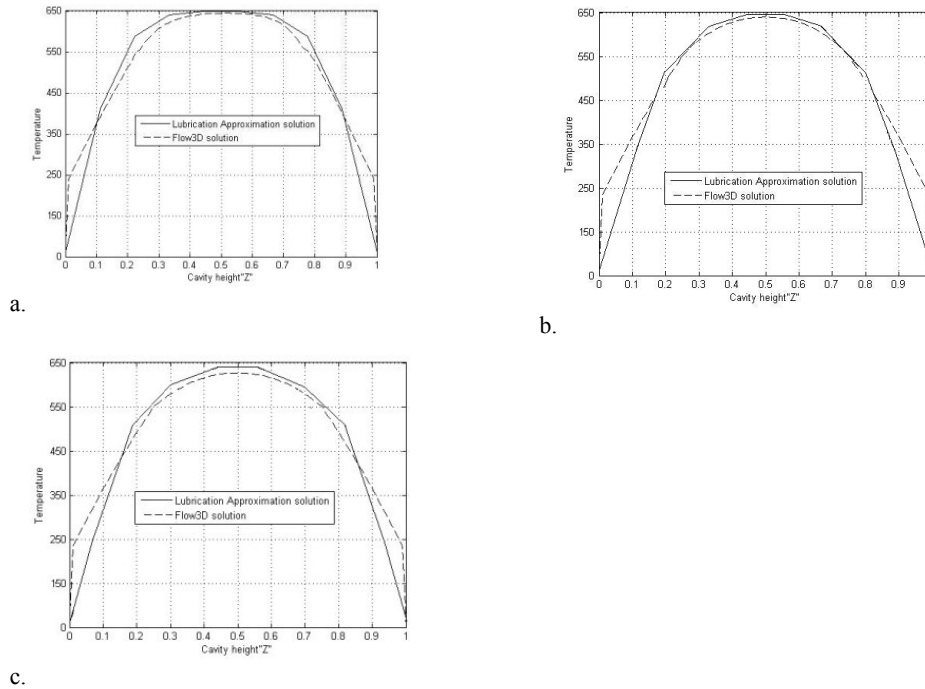 650
550
450
350
250
150
50
0 0.1 0.2 0.3 0.4 0.5 0.6 0.7 0.8 0.9 1
Temperature
Cavity height"Z"
Lubrication Approximation solution
Flow3D solution
a.
650
550
450
350
250
150
50
0 0.1 0.2 0.3 0.4 0.5 0.6 0.7 0.8 0.9
Temperature
Cavity height"Z"
Lubrication Approximation solution
Flow3D solution
b.
650
550
450
350
250
150
50
0 0.1 0.2 0.3 0.4 0.5 0.6 0.7 0.8 0.9 1
Temperature
Cavity height"Z"
Lubrication Approximation solution
Flow3D solution
c.